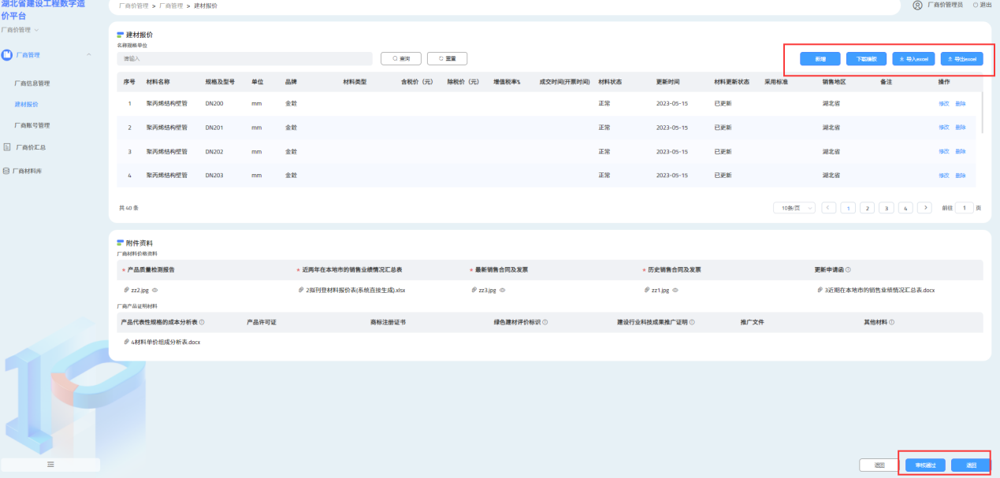 湖北省建设工程数字造
价平台
厂商价管理 > 厂商管理 > 建材报价
厂商价管理员 退出
厂商价管理
厂商管理
厂商信息管理
建材报价
厂商账号管理
厂商价汇总
厂商材料库
建材报价
名称规格单位
请输入 查询 重置 新增 下载模板 导入excel 导出excel
序号 材料名称 规格及型号 单位 品牌 材料类型 含税价（元） 除税价（元） 增值税率% 成交时间(开票时间) 材料状态 更新时间 材料更新状态 采用标准 销售地区 备注 操作
1 聚丙烯结构壁管 DN200 mm 金銓 正常 2023-05-15 已更新 湖北省 修改 删除
2 聚丙烯结构壁管 DN201 mm 金銓 正常 2023-05-15 已更新 湖北省 修改 删除
3 聚丙烯结构壁管 DN202 mm 金銓 正常 2023-05-15 已更新 湖北省 修改 删除
4 聚丙烯结构壁管 DN203 mm 金銓 正常 2023-05-15 已更新 湖北省 修改 删除
共 40 条 10条/页 < 1 2 3 4 > 前往 1 页
附件资料
厂商材料价格资料
* 产品质量检测报告 * 近两年在本地市的销售业绩情况汇总表 * 最新销售合同及发票 * 历史销售合同及发票 更新申请函
zz2.jpg 2拟刊登材料报价表(系统直接生成).xlsx zz3.jpg zz1.jpg 3近期在本地市的销售业绩情况汇总表.docx
厂商产品证明材料
产品代表性规格的成本分析表 产品许可证 商标注册证书 绿色建材评价标识 建设行业科技成果推广证明 推广文件 其他材料
4材料单价组成分析表.docx
返回 审核通过 退回